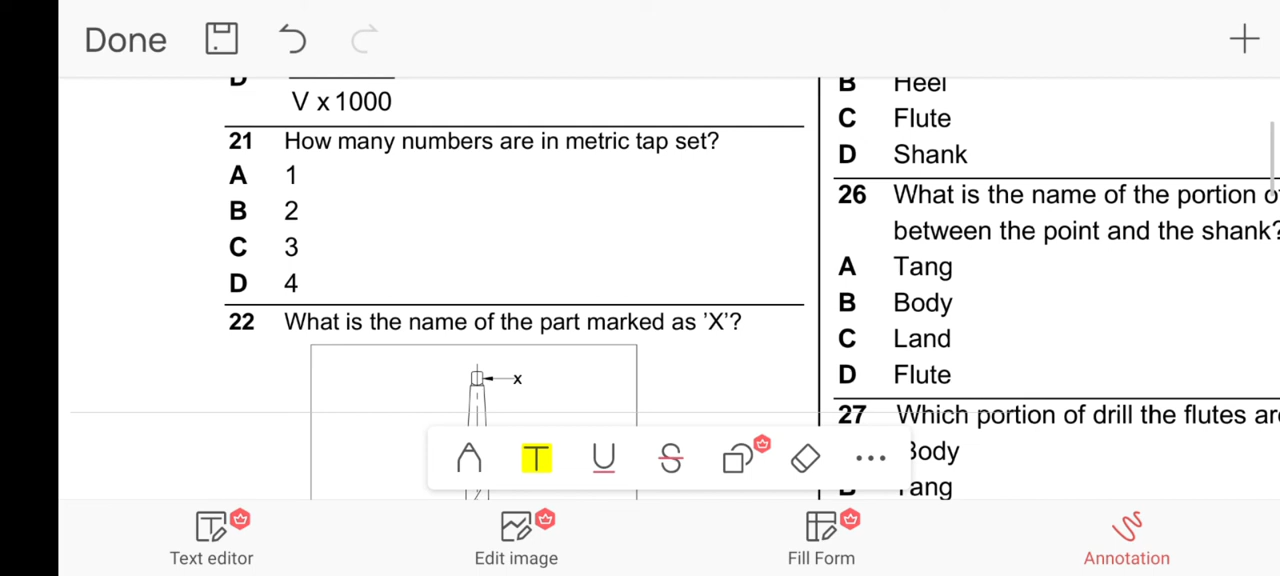 Done
D
V x 1000
21 How many numbers are in metric tap set?
A 1
B 2
C 3
D 4
22 What is the name of the part marked as ’X’?
X
B Heel
C Flute
D Shank
26 What is the name of the portion
between the point and the shank?
A Tang
B Body
C Land
D Flute
27 Which portion of drill the flutes
Body
B Tang
T
U
S
Text editor
Edit image
Fill Form
Annotation